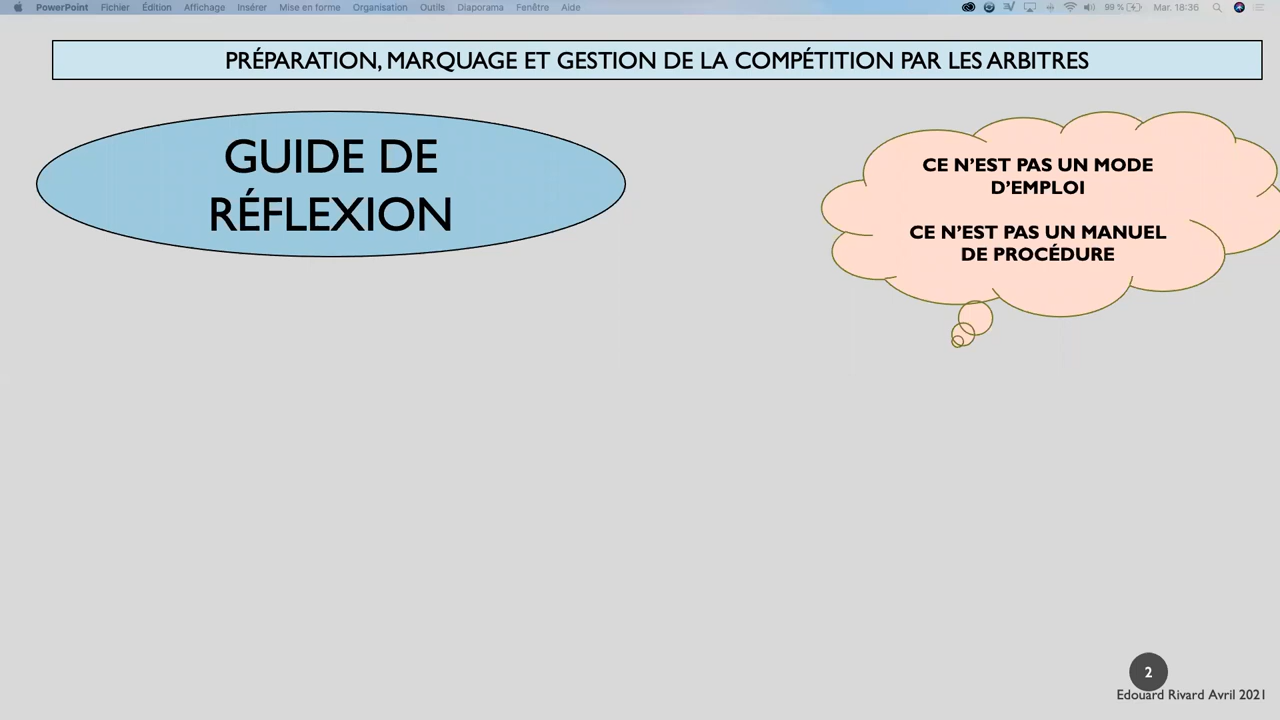 PowerPoint Fichier Édition Affichage Insérer Mise en forme Organisation Outils Diaporama Fenêtre Aide 99 % Mar. 18:36
PRÉPARATION, MARQUAGE ET GESTION DE LA COMPÉTITION PAR LES ARBITRES
GUIDE DE
RÉFLEXION
CE N’EST PAS UN MODE
D’EMPLOI
CE N’EST PAS UN MANUEL
DE PROCÉDURE
2
Edouard Rivard Avril 2021